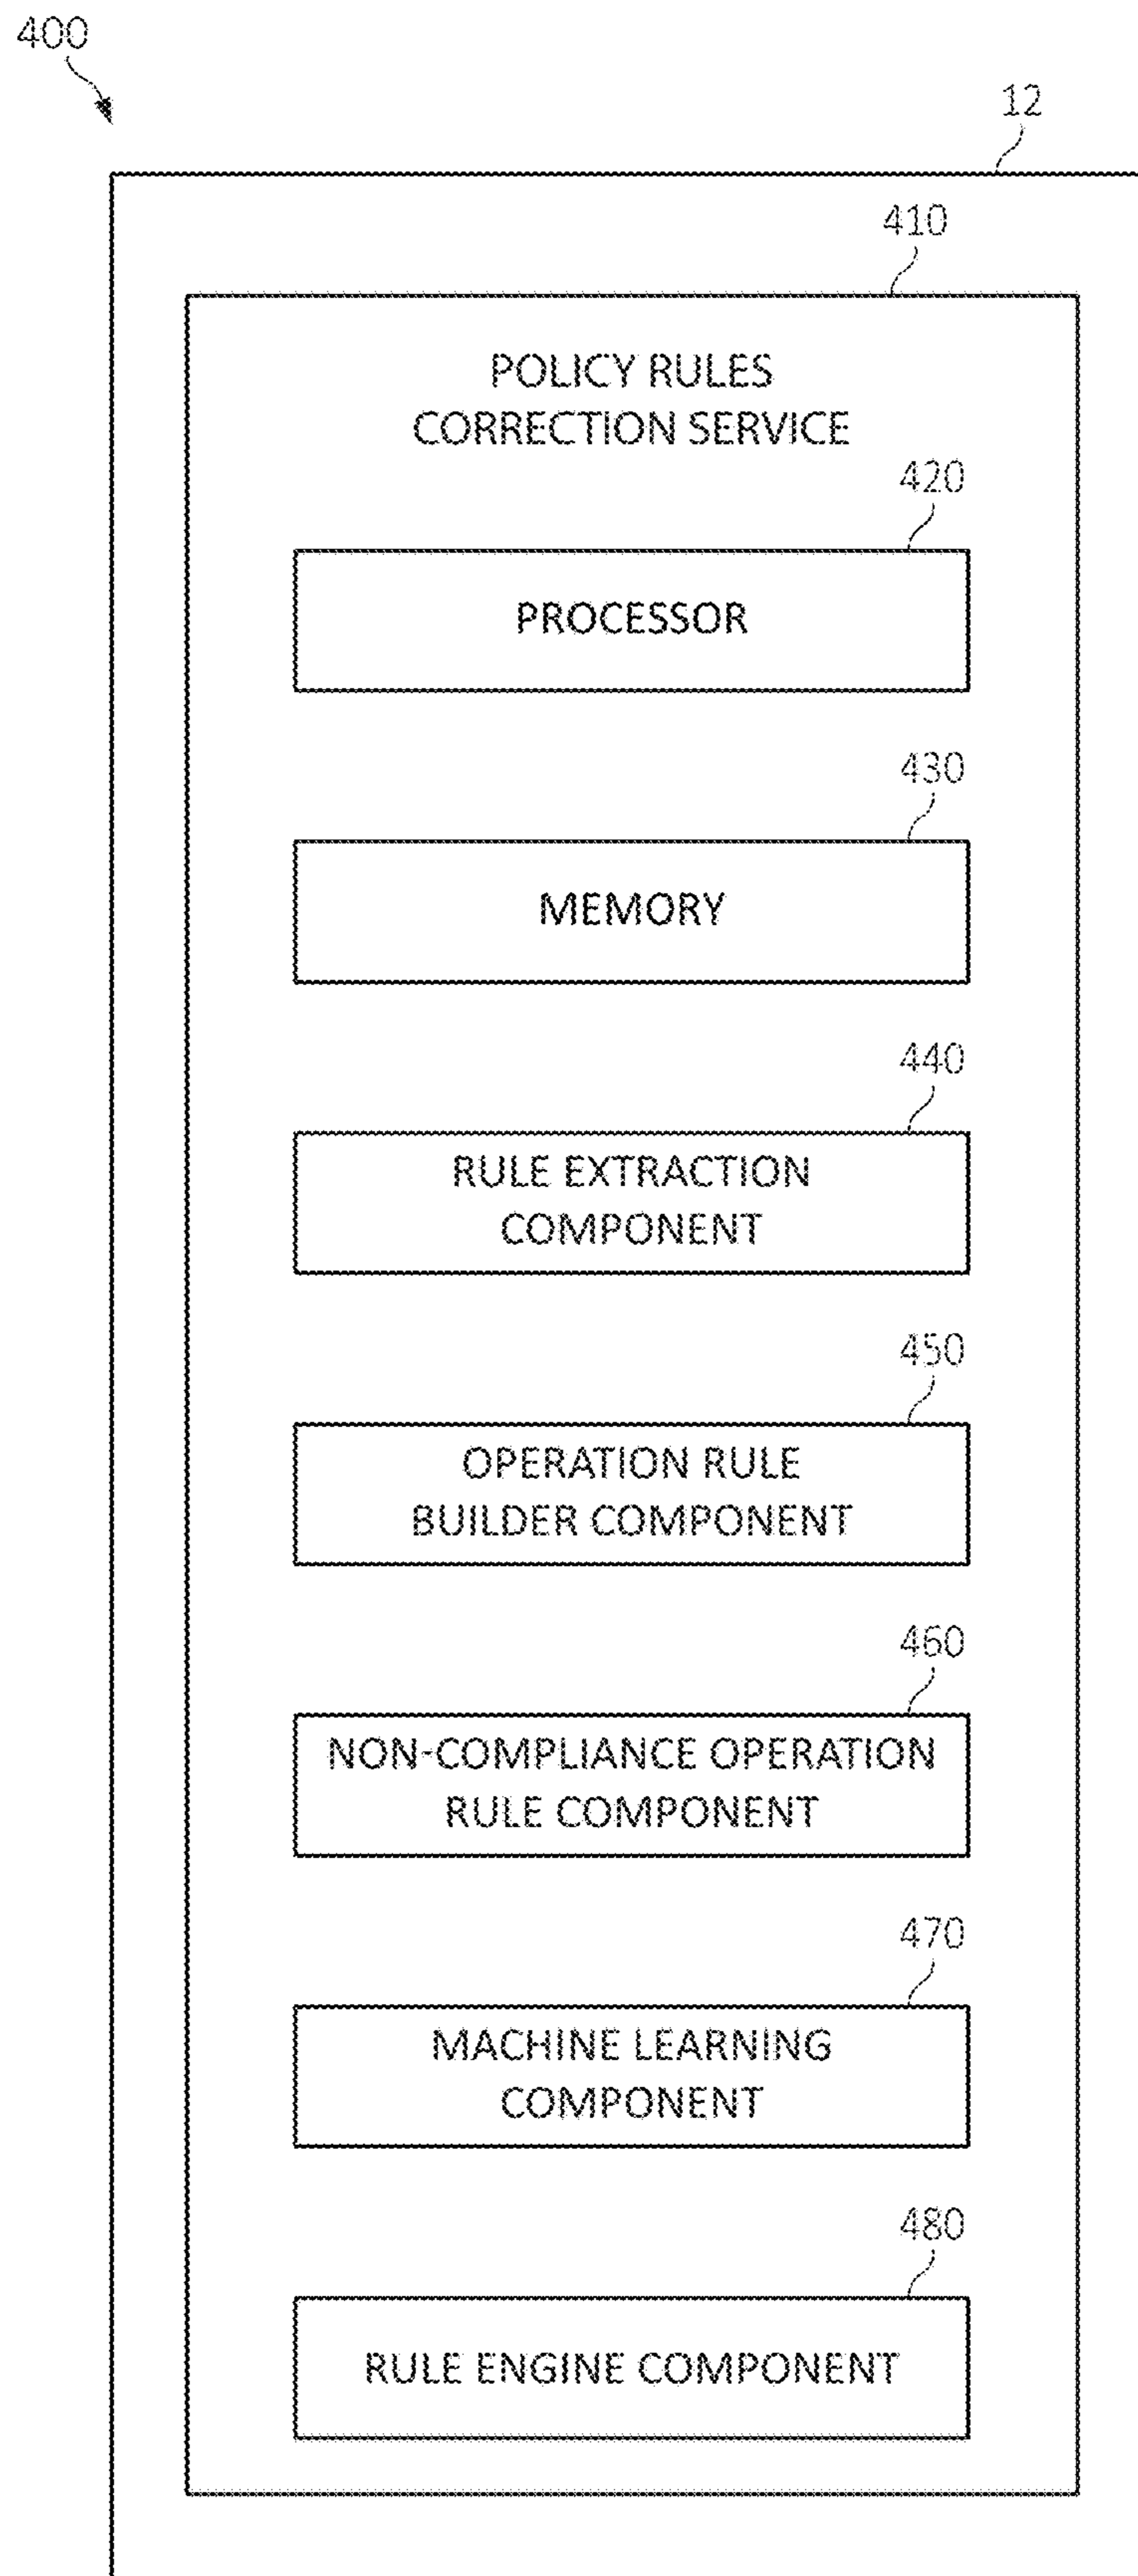 400
12
410
POLICY RULES
CORRECTION SERVICE
420
PROCESSOR
430
MEMORY
440
RULE EXTRACTION
COMPONENT
450
OPERATION RULE
BUILDER COMPONENT
460
NON-COMPLIANCE OPERATION
RULE COMPONENT
470
MACHINE LEARNING
COMPONENT
480
RULE ENGINE COMPONENT